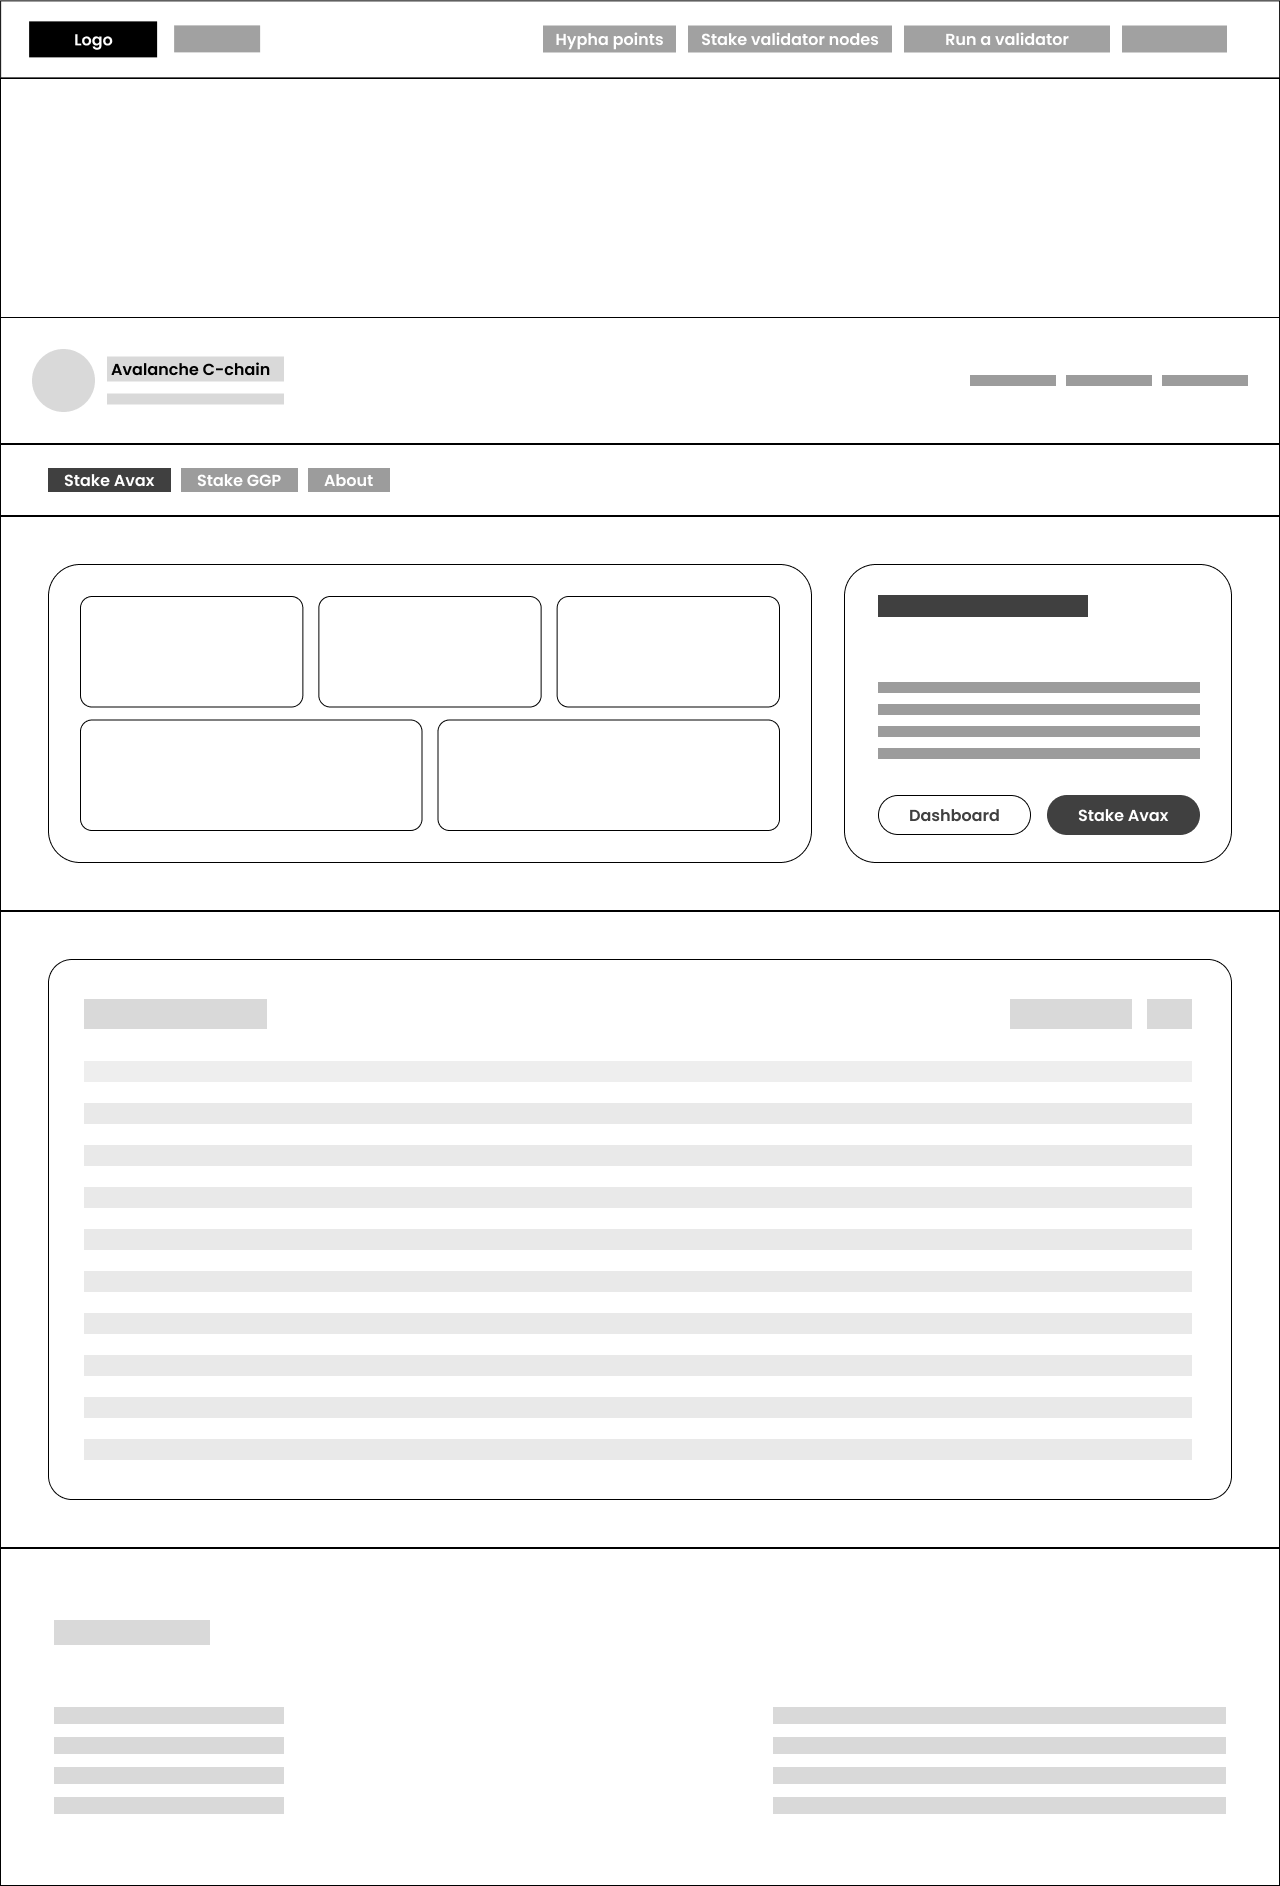 Logo
Hypha points
Stake validator nodes
Run a validator
Avalanche C-chain
Stake Avax
Stake GGP
About
Dashboard
Stake Avax